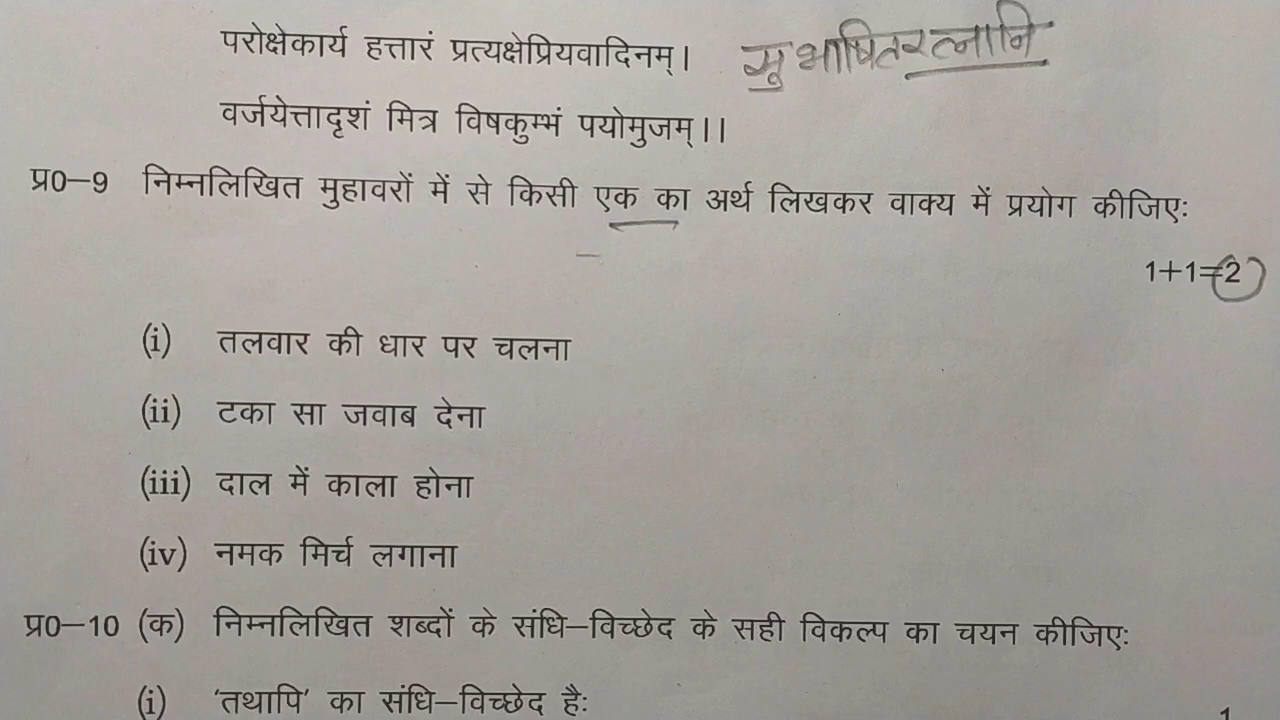 परोक्षेकार्य हत्तारं प्रत्यक्षेप्रियवादिनम्। सुभाषितरत्नानि
वर्जयेत्तादृशं मित्र विषकुम्भं पयोमुजम्।।
प्र0–9 निम्नलिखित मुहावरों में से किसी एक का अर्थ लिखकर वाक्य में प्रयोग कीजिएः
1+1=2
(i) तलवार की धार पर चलना
(ii) टका सा जवाब देना
(iii) दाल में काला होना
(iv) नमक मिर्च लगाना
प्र0–10 (क) निम्नलिखित शब्दों के संधि–विच्छेद के सही विकल्प का चयन कीजिएः
(i) 'तथापि' का संधि–विच्छेद हैः 1